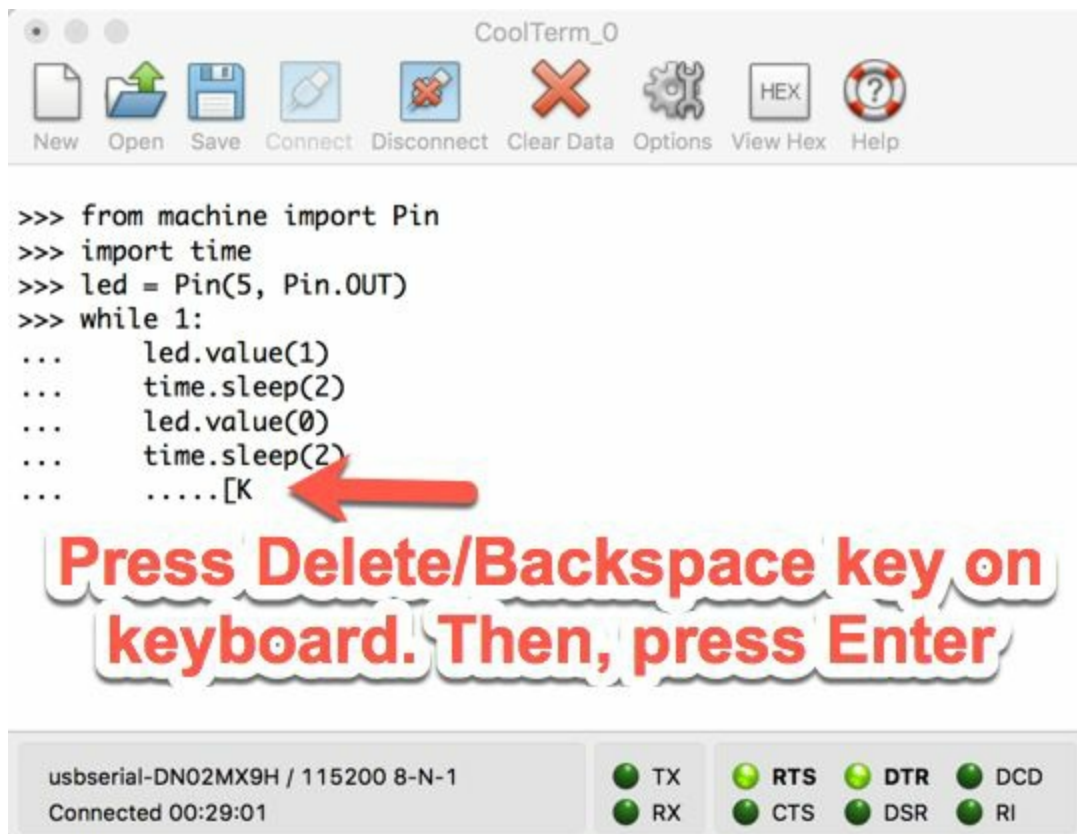 CoolTerm_0
HEX
?
New Open Save Connect Disconnect Clear Data Options View Hex Help
>>> from machine import Pin
>>> import time
>>> led = Pin(5, Pin.OUT)
>>> while 1:
...     led.value(1)
...     time.sleep(2)
...     led.value(0)
...     time.sleep(2)
...     .....[K
Press Delete/Backspace key on
keyboard. Then, press Enter
usbserial-DN02MX9H / 115200 8-N-1
Connected 00:29:01
TX RTS DTR DCD
RX CTS DSR RI